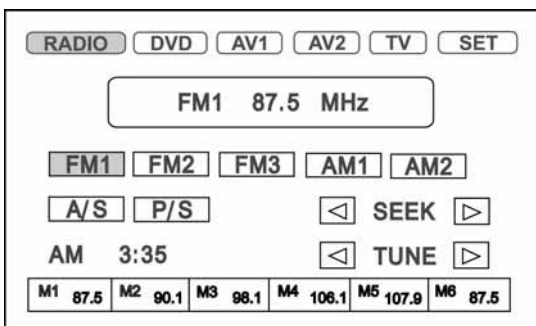 RADIO DVD AV1 AV2 TV SET
FM1 87.5 MHz
FM1 FM2 FM3 AM1 AM2
A/S P/S SEEK
AM 3:35 TUNE
M1 87.5 M2 90.1 M3 98.1 M4 106.1 M5 107.9 M6 87.5